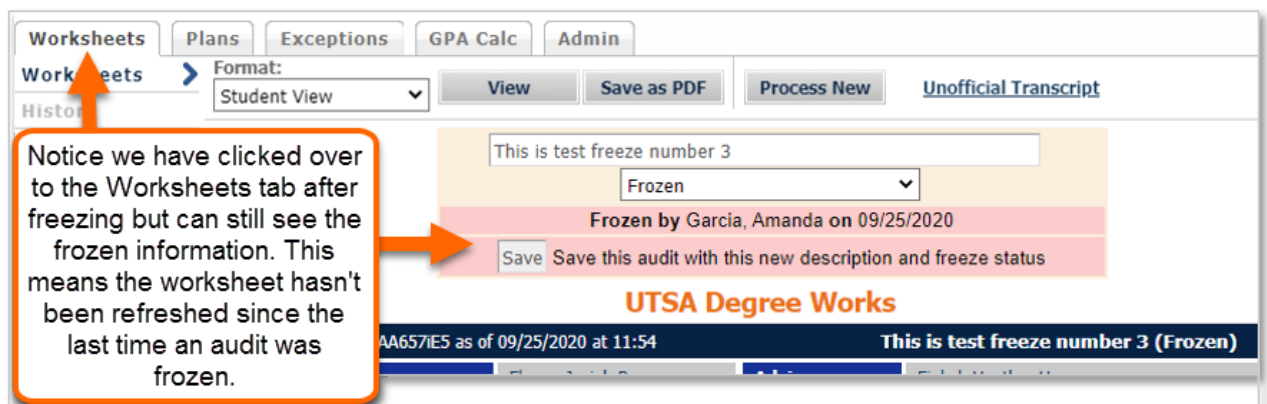 Worksheets Plans Exceptions GPA Calc Admin
Format:
Worksheets Student View View Save as PDF Process New Unofficial Transcript
Notice we have clicked over
to the Worksheets tab after
freezing but can still see the
frozen information. This
means the worksheet hasn't
been refreshed since the
last time an audit was
frozen.
This is test freeze number 3
Frozen
Frozen by Garcia, Amanda on 09/25/2020
Save Save this audit with this new description and freeze status
UTSA Degree Works
as of 09/25/2020 at 11:54 This is test freeze number 3 (Frozen)